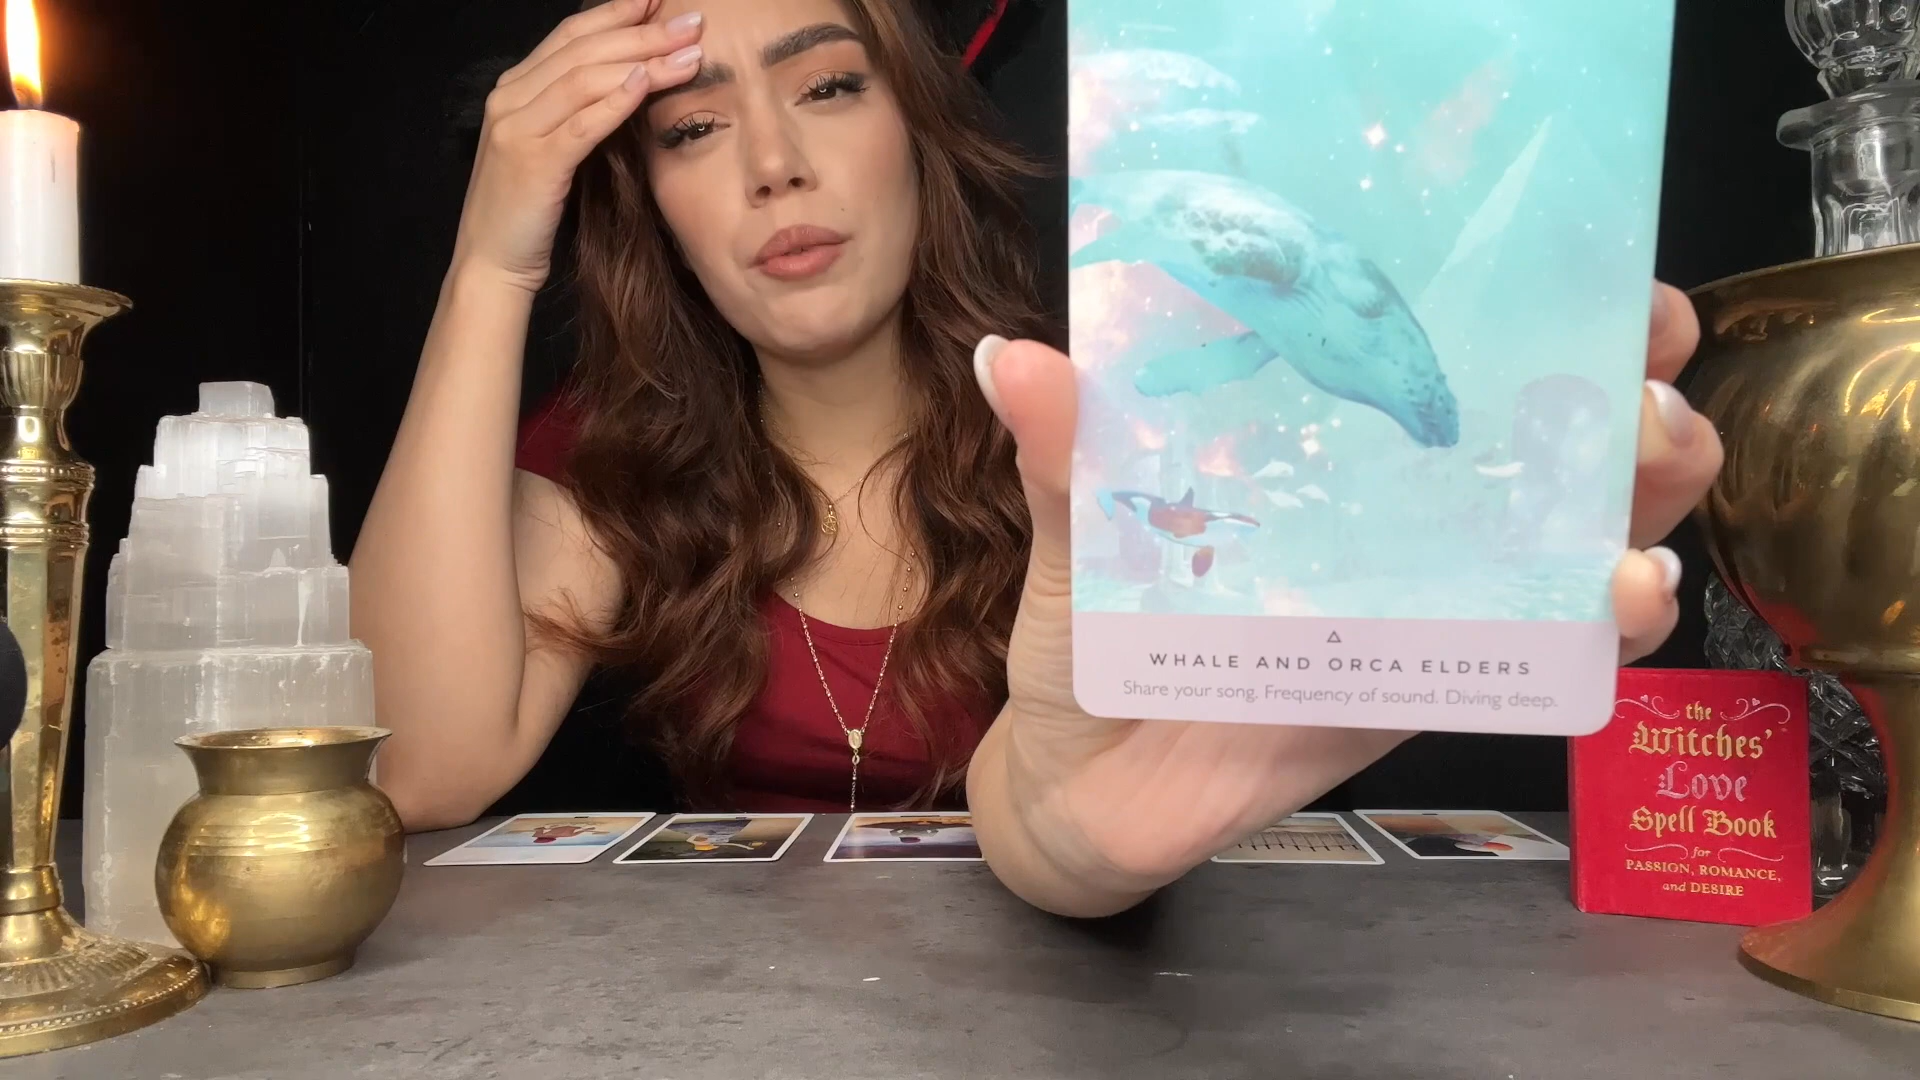 WHALE AND ORCA ELDERS
Share your song. Frequency of sound. Diving deep.
the
Witches'
Love
Spell Book
for
PASSION, ROMANCE,
and DESIRE